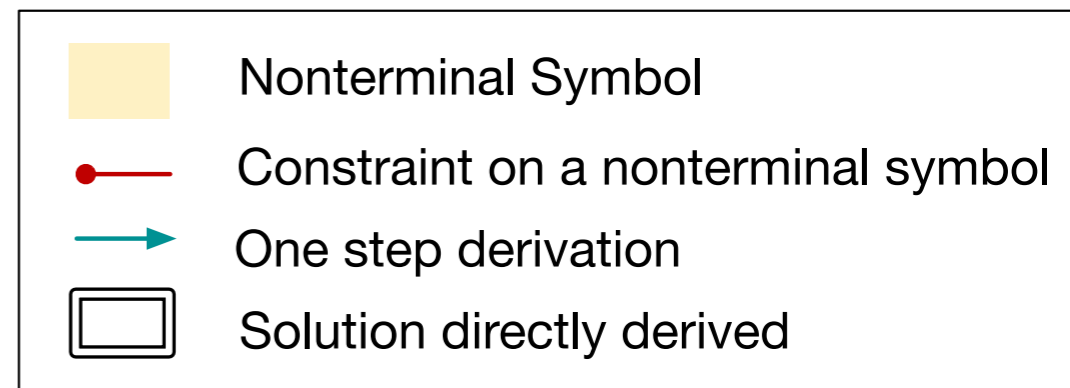 Nonterminal Symbol
Constraint on a nonterminal symbol
One step derivation
Solution directly derived